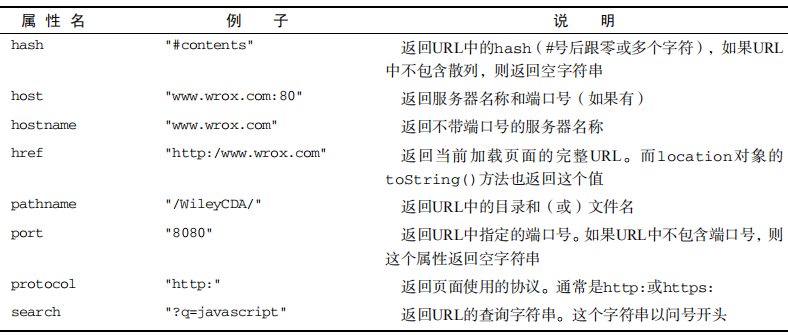 属 性 名 例 子 说 明
hash "#contents" 返回URL中的hash（#号后跟零或多个字符），如果URL
中不包含散列，则返回空字符串
host "www.wrox.com:80" 返回服务器名称和端口号（如果有）
hostname "www.wrox.com" 返回不带端口号的服务器名称
href "http:/www.wrox.com" 返回当前加载页面的完整URL。而location对象的
toString()方法也返回这个值
pathname "/WileyCDA/" 返回URL中的目录和（或）文件名
port "8080" 返回URL中指定的端口号。如果URL中不包含端口号，则
这个属性返回空字符串
protocol "http:" 返回页面使用的协议。通常是http:或https:
search "?q=javascript" 返回URL的查询字符串。这个字符串以问号开头